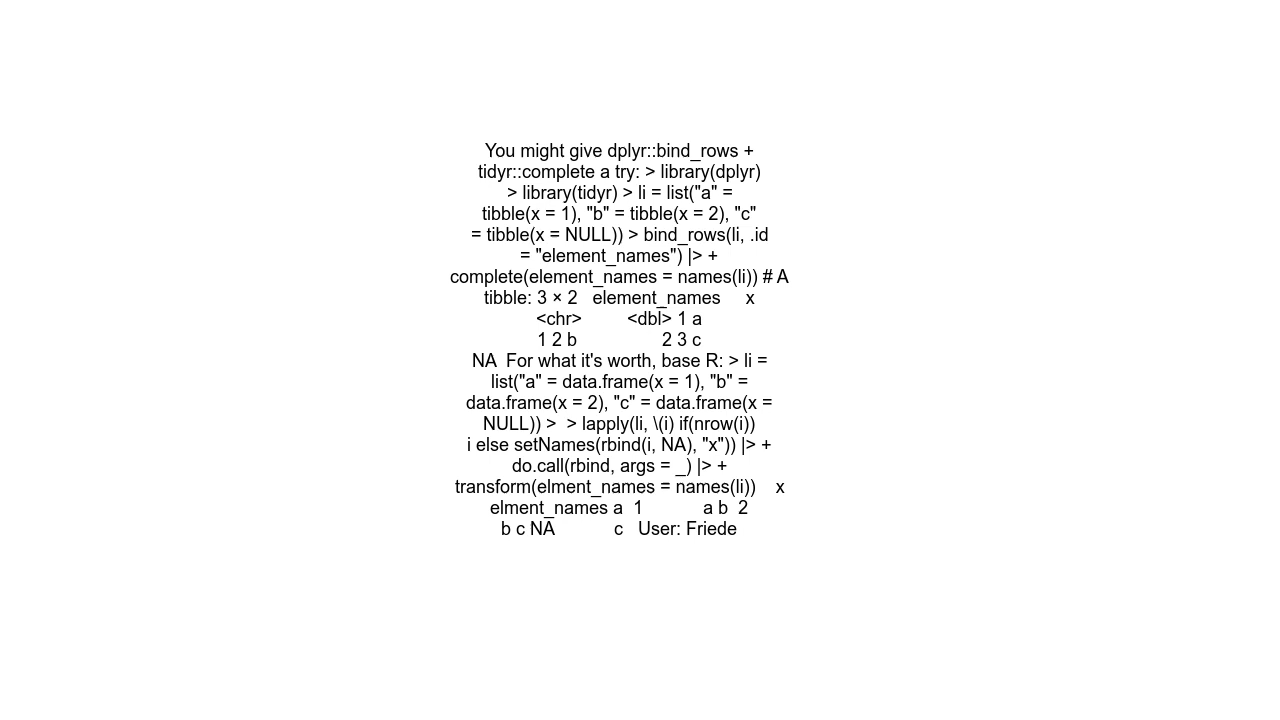 You might give dplyr::bind_rows +
tidyr::complete a try: > library(dplyr)
> library(tidyr) > li = list("a" =
tibble(x = 1), "b" = tibble(x = 2), "c"
= tibble(x = NULL)) > bind_rows(li, .id
= "element_names") |> +
complete(element_names = names(li)) # A
tibble: 3 × 2   element_names     x
<chr>         <dbl> 1 a
1 2 b                 2 3 c
NA  For what it's worth, base R: > li =
list("a" = data.frame(x = 1), "b" =
data.frame(x = 2), "c" = data.frame(x =
NULL)) >  > lapply(li, \(i) if(nrow(i))
i else setNames(rbind(i, NA), "x")) |> +
do.call(rbind, args = _) |> +
transform(elment_names = names(li))    x
elment_names a  1            a b  2
b c NA            c   User: Friede